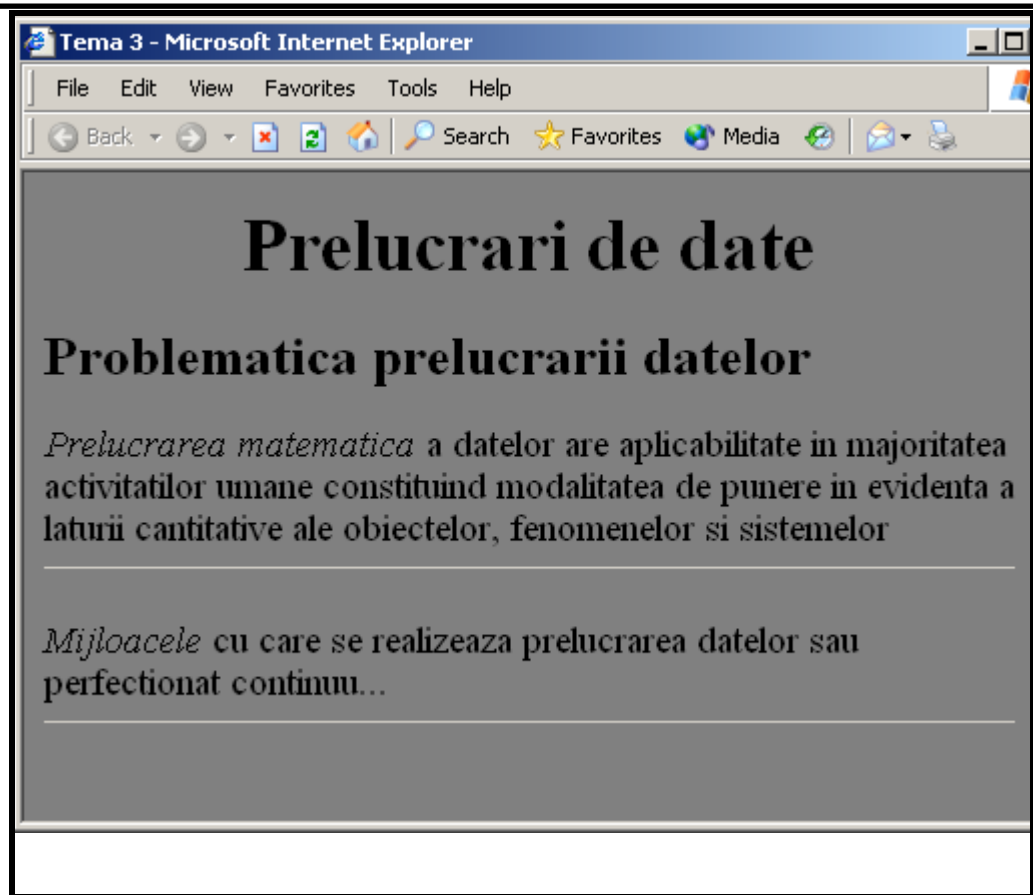 Tema 3 - Microsoft Internet Explorer
File Edit View Favorites Tools Help
Back Search Favorites Media
Prelucrari de date
Problematica prelucrarii datelor
Prelucrarea matematica a datelor are aplicabilitate in majoritatea
activitatilor umane constituind modalitatea de punere in evidenta a
laturii cantitative ale obiectelor, fenomenelor si sistemelor
Mijloacele cu care se realizeaza prelucrarea datelor sau
perfectionat continuu...